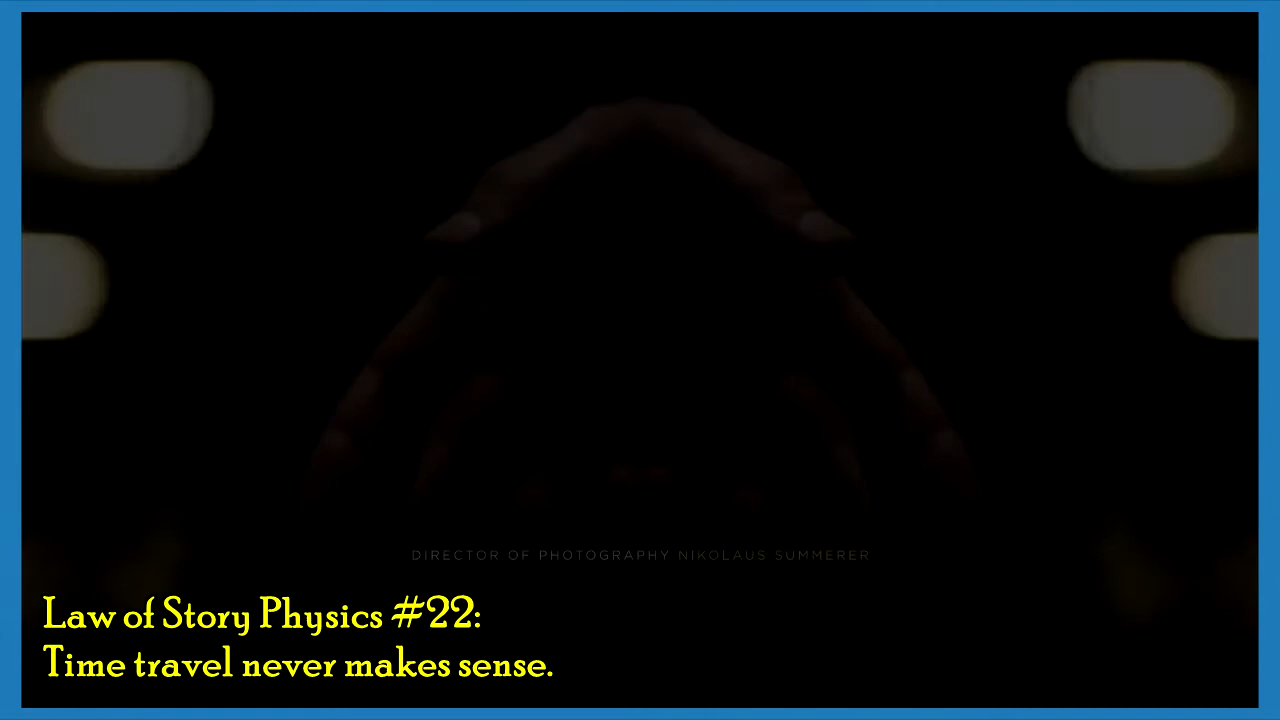 DIRECTOR OF PHOTOGRAPHY NIKOLAUS SUMMERER
Law of Story Physics #22:
Time travel never makes sense.